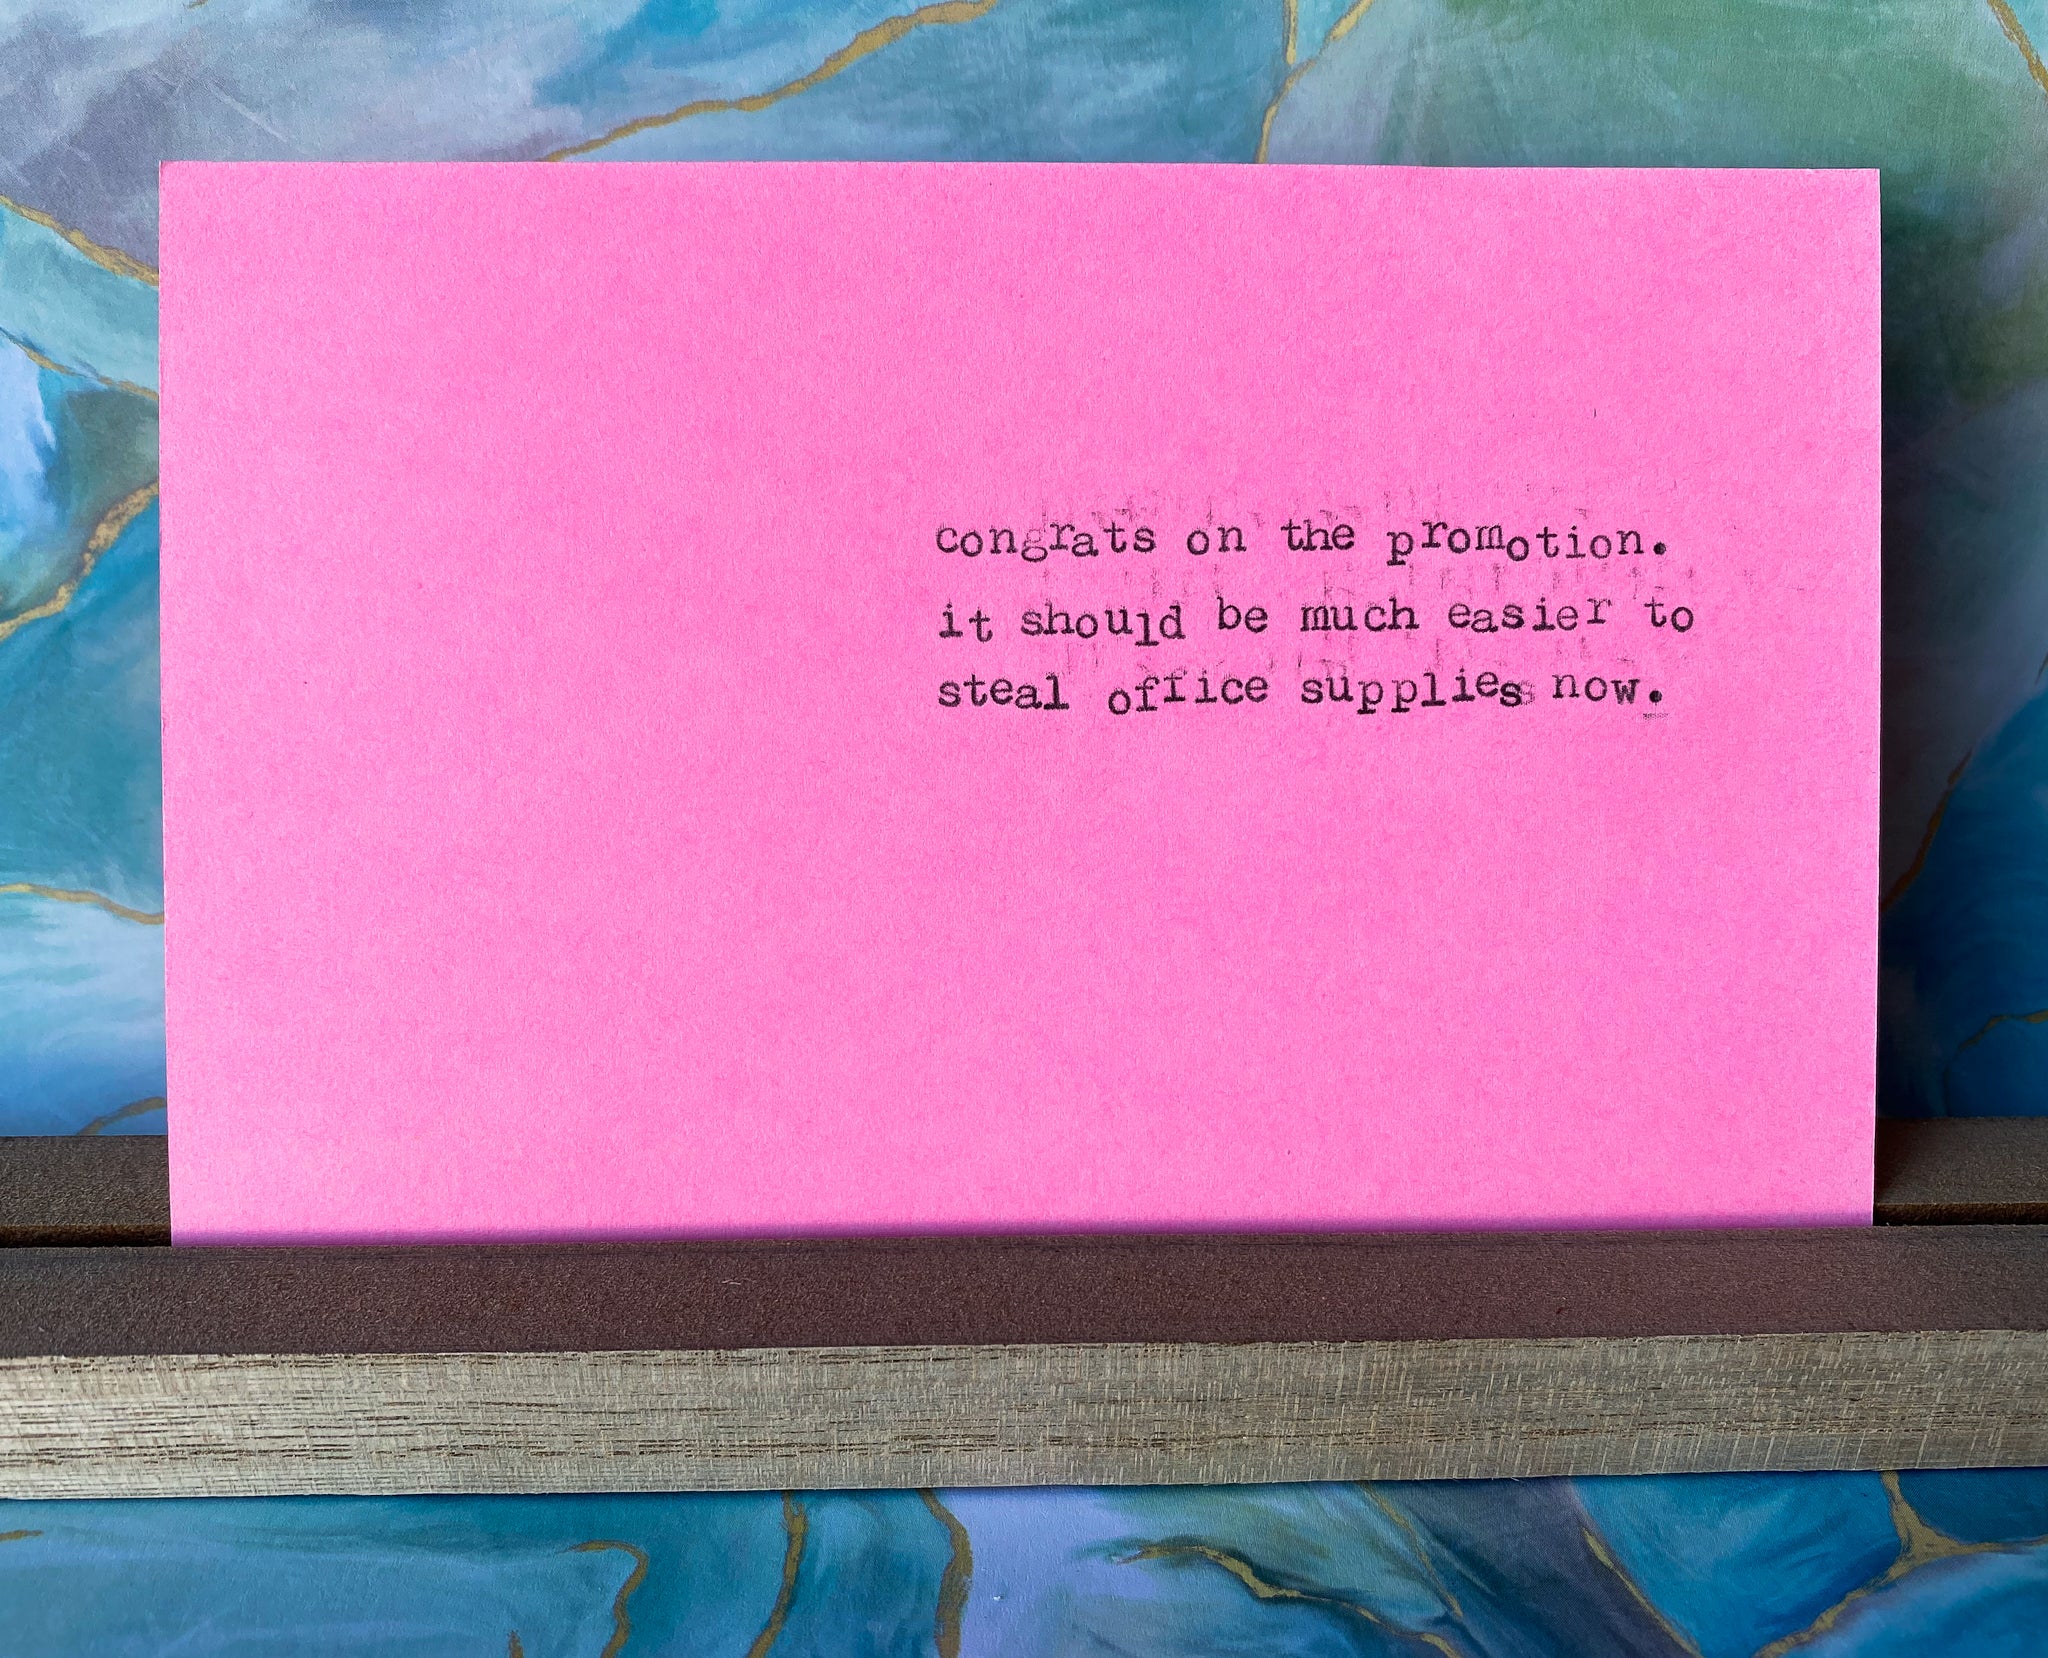 congrats on the promotion.
it should be much easier to
steal office supplies now.